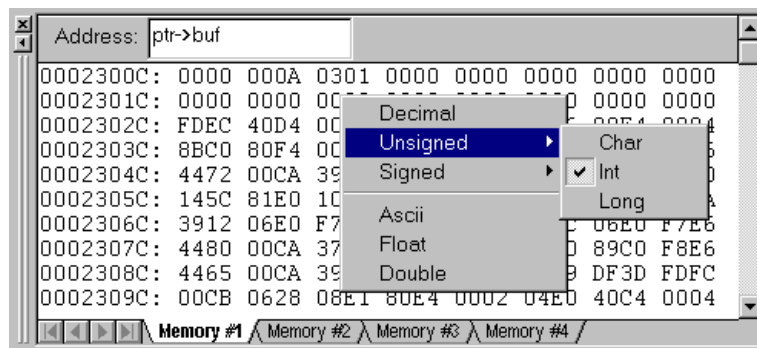 Address: ptr->buf
0002300C: 0000 000A 0301 0000 0000 0000 0000 0000
0002301C: 0000 0000 0000 0000
0002302C: FDEC 40D4
0002303C: 8BC0 80F4
0002304C: 4472 00CA
0002305C: 145C 81E0
0002306C: 3912 06E0 06E0 F7E6
0002307C: 4480 00CA 89C0 F8E6
0002308C: 4465 00CA DF3D FDFC
0002309C: 00CB 0628 08E1 80E4 0002 04E0 40C4 0004
Decimal
Unsigned
Signed
Ascii
Float
Double
Char
Int
Long
Memory #1 Memory #2 Memory #3 Memory #4